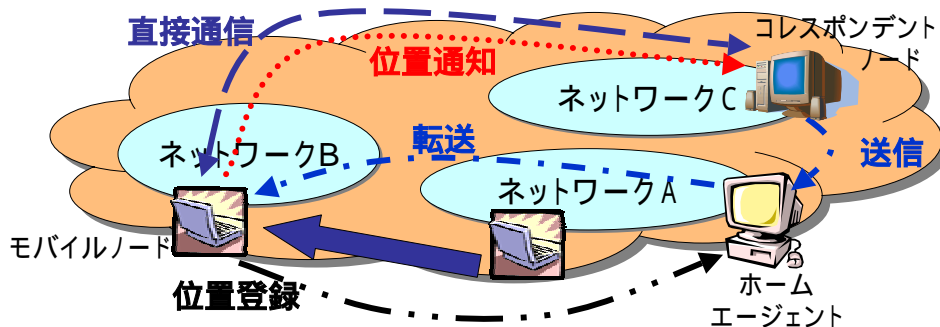 直接通信
コレスポンデント
ノード
位置通知
ネットワークC
転送
送信
ネットワークB
ネットワークA
モバイルノード
位置登録
ホーム
エージェント